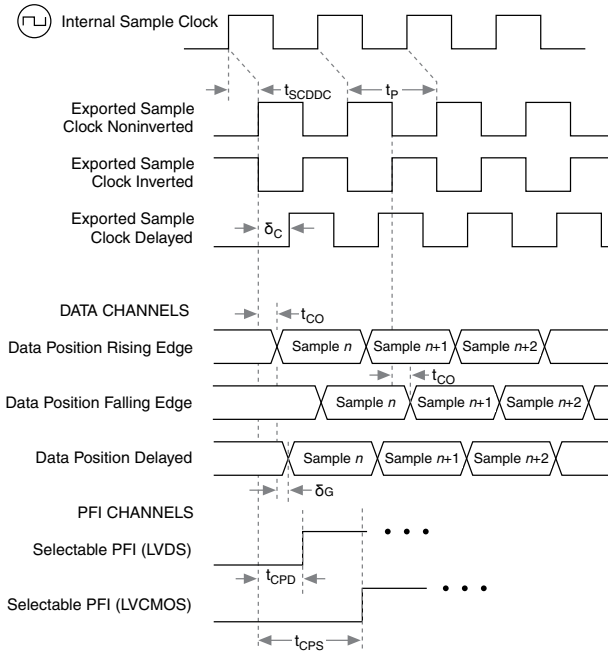 Internal Sample Clock
tSCDDC
tP
Exported Sample
Clock Noninverted
Exported Sample
Clock Inverted
Exported Sample
Clock Delayed
δC
DATA CHANNELS
tCO
Data Position Rising Edge
Sample n
Sample n+1
Sample n+2
tCO
Data Position Falling Edge
Sample n
Sample n+1
Sample n+2
Data Position Delayed
Sample n
Sample n+1
Sample n+2
δG
PFI CHANNELS
Selectable PFI (LVDS)
tCPD
Selectable PFI (LVCMOS)
tCPS